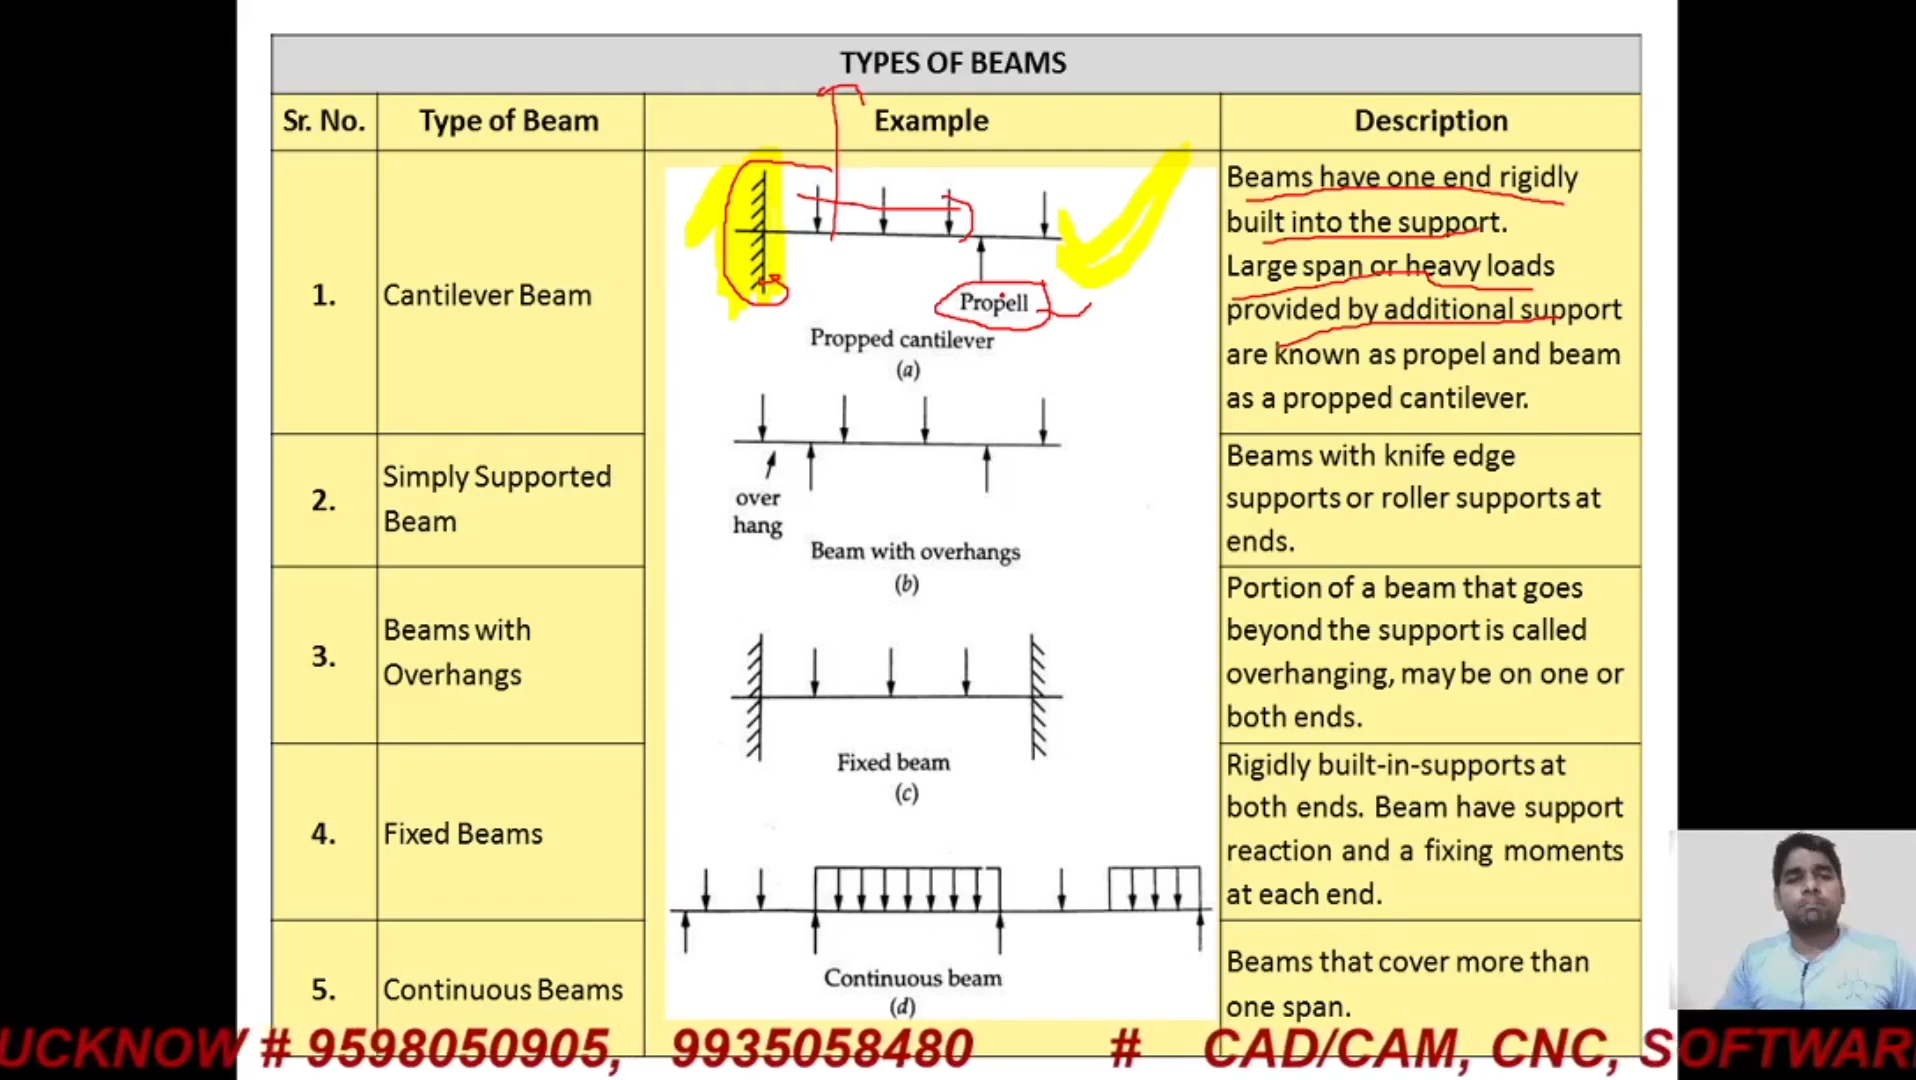 TYPES OF BEAMS
Sr. No.
Type of Beam
Example
Description
1.
Cantilever Beam
Propell
Propped cantilever
(a)
Beams have one end rigidly
built into the support.
Large span or heavy loads
provided by additional support
are known as propel and beam
as a propped cantilever.
2.
Simply Supported
Beam
over
hang
Beam with overhangs
(b)
Beams with knife edge
supports or roller supports at
ends.
3.
Beams with
Overhangs
Fixed beam
(c)
Portion of a beam that goes
beyond the support is called
overhanging, may be on one or
both ends.
4.
Fixed Beams
Rigidly built-in-supports at
both ends. Beam have support
reaction and a fixing moments
at each end.
5.
Continuous Beams
Continuous beam
(d)
Beams that cover more than
one span.
UCKNOW # 9598050905, 9935058480 # CAD/CAM, CNC, SOFTWAR